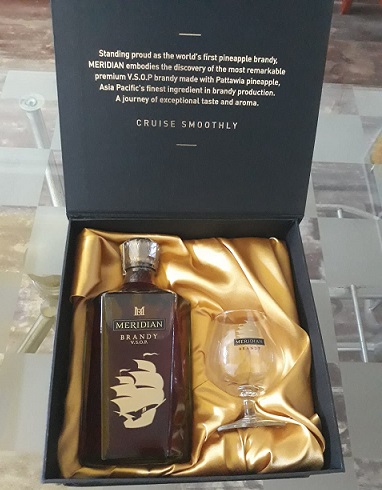 Standing proud as the world's first pineapple brandy,
MERIDIAN embodies the discovery of the most remarkable
premium V.S.O.P brandy made with Pattawia pineapple,
Asia Pacific's finest ingredient in brandy production.
A journey of exceptional taste and aroma.
CRUISE SMOOTHLY
MERIDIAN
BRANDY
V.S.O.P.
MERIDIAN
BRANDY